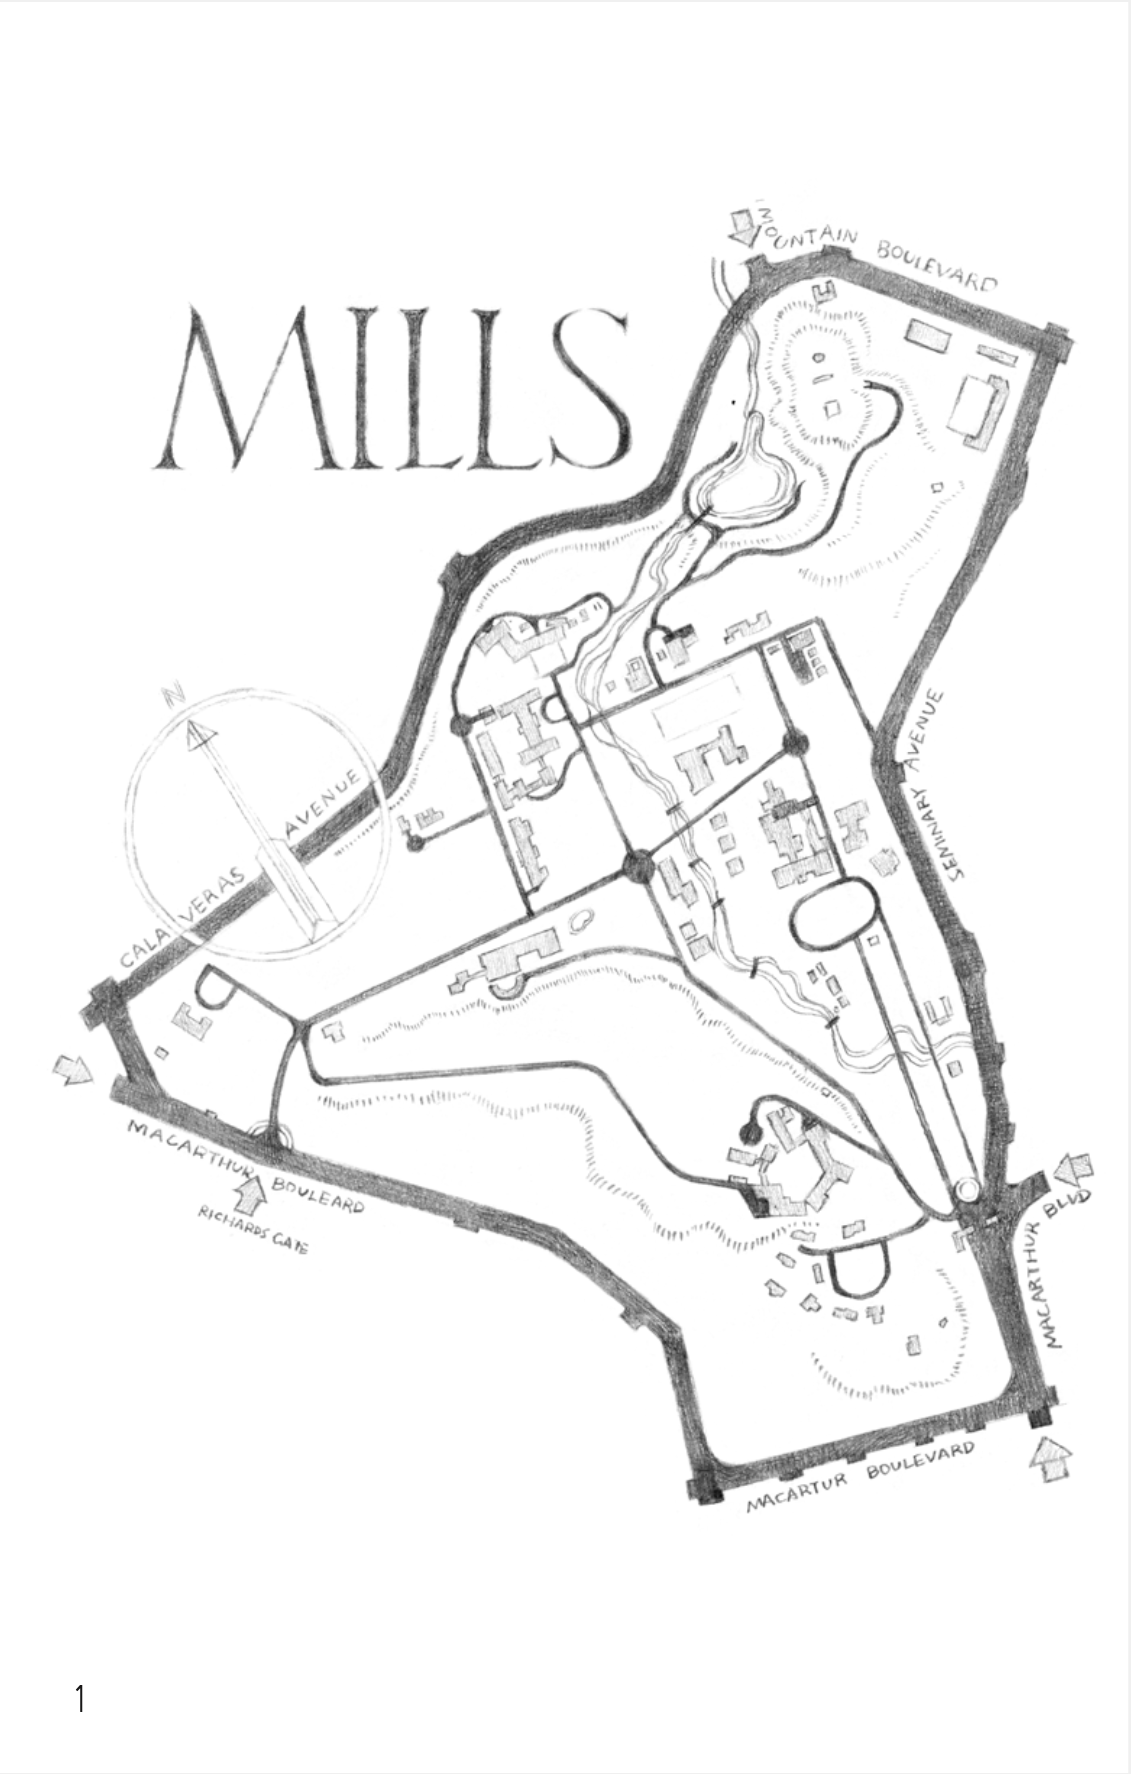 MOUNTAIN BOULEVARD
MILLS
N
CALAVERAS AVENUE
SEMINARY AVENUE
MACARTHUR BOULEARD
RICHARDS GATE
MACARTHUR BLVD
MACARTUR BOULEVARD
1